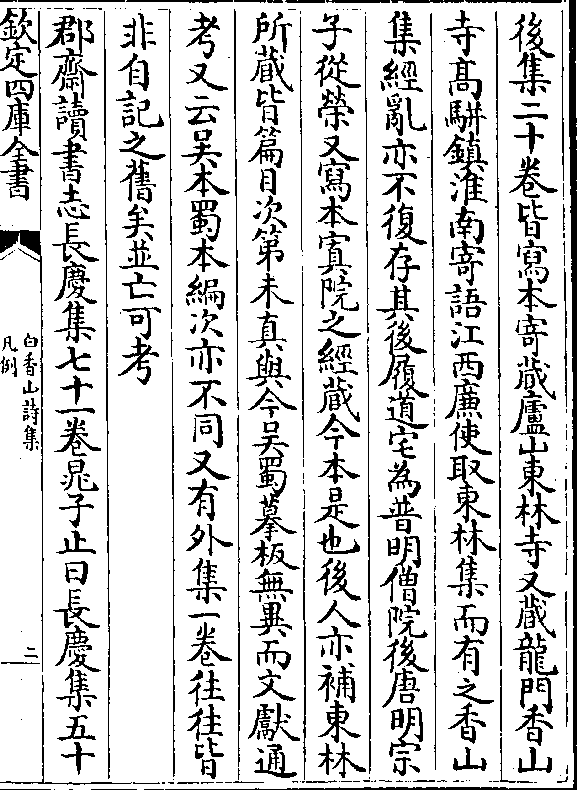 後集二十卷皆寫本寄蔵廬山東林寺又蔵龍門香山
寺髙駢鎮淮南寄語江西廉使取東林集而有之香山
集經亂亦不復存其後履道宅為普明僧院後唐明宗
子從榮又寫本寘院之經蔵今本是也後人亦補東林
所蔵皆篇目次第未真與今吴蜀摹板無異而文獻通
考又云吴本蜀本編次亦不同又有外集一卷往往皆
非自記之舊矣並亡可考
郡齋讀書志長慶集七十一卷晁子止曰長慶集五十
欽定四庫全書
白香山詩集
凡例
二